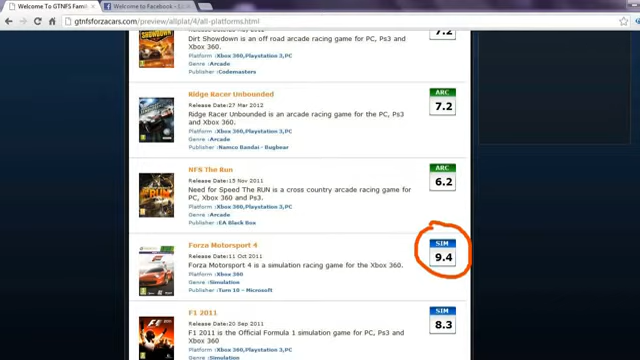 Welcome To GTNFS Fami
Welcome to Facebook -
gtnfsforzacars.com/preview/allplat/4/all-platforms.html
Dirt Showdown is an off road arcade racing game for PC, Ps3 and
Xbox 360.
Platform :Xbox 360,Playstation 3,PC
Genre :Arcade
Publisher :Codemasters
7.2
Ridge Racer Unbounded
Release Date:27 Mar 2012
Ridge Racer Unbounded is an arcade racing game for the PC, Ps3
and Xbox 360.
Platform :Xbox 360,Playstation 3,PC
Genre :Arcade
Publisher :Namco Bandai - Bugbear
ARC
7.2
NFS The Run
Release Date:15 Nov 2011
Need for Speed The RUN is a cross country arcade racing game for
PC, Xbox 360 and Ps3.
Platform :Xbox 360,Playstation 3,PC
Genre :Arcade
Publisher :EA Black Box
ARC
6.2
Forza Motorsport 4
Release Date:11 Oct 2011
Forza Motorsport 4 is a simulation racing game for the Xbox 360.
Platform :Xbox 360
Genre :Simulation
Publisher :Turn 10 - Microsoft
SIM
9.4
F1 2011
Release Date:20 Sep 2011
F1 2011 is the Official Formula 1 simulation game for PC, Ps3 and
Xbox 360
Platform :Xbox 360,Playstation 3,PC
Genre :Simulation
SIM
8.3